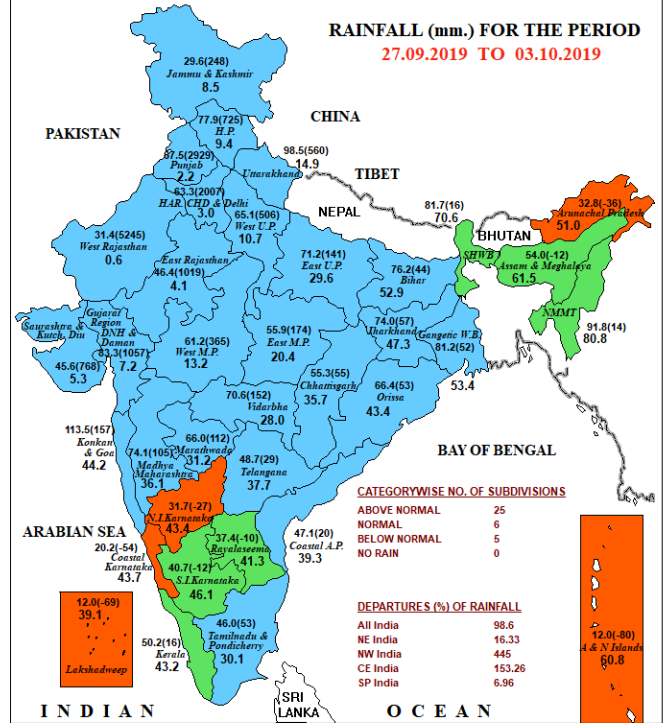 RAINFALL (mm.) FOR THE PERIOD
27.09.2019 TO 03.10.2019
29.6(248)
Jammu & Kashmir
8.5
CHINA
PAKISTAN
77.9(725)
H.P.
9.4
87.5(2929)
Punjab
2.2
98.5(560)
14.9
Uttarakhand
TIBET
63.3(2007)
HAR. CHD & Delhi
3.0
65.1(506)
West U.P.
10.7
NEPAL
81.7(16)
70.6
BHUTAN
32.8(-36)
Arunachal Pradesh
51.0
31.4(5245)
West Rajasthan
0.6
East Rajasthan
46.4(1019)
4.1
71.2(141)
East U.P.
29.6
76.2(44)
Bihar
52.9
SHWB
54.0(-12)
Assam & Meghalaya
61.5
NMMT
91.8(14)
80.8
Saurashtra &
Kutch, Diu
45.6(768)
5.3
Gujarat
Region
DNH &
Daman
83.3(1057)
7.2
61.2(365)
West M.P.
13.2
55.9(174)
East M.P.
20.4
74.0(57)
Jharkhand
47.3
Gangetic W.B.
81.2(52)
53.4
55.3(55)
Chhattisgarh
35.7
66.4(53)
Orissa
43.4
70.6(152)
Vidarbha
28.0
113.5(157)
Konkan
& Goa
44.2
74.1(105)
Madhya
Maharashtra
36.1
66.0(112)
Marathwada
31.2
48.7(29)
Telangana
37.7
BAY OF BENGAL
CATEGORYWISE NO. OF SUBDIVISIONS
ABOVE NORMAL 25
NORMAL 6
BELOW NORMAL 5
NO RAIN 0
ARABIAN SEA
31.7(-27)
N.I.Karnataka
43.4
37.4(-10)
Rayalaseema
41.3
47.1(20)
Coastal A.P.
39.3
20.2(-54)
Coastal
Karnataka
43.7
40.7(-12)
S.I.Karnataka
46.1
12.0(-69)
39.1
Lakshadweep
50.2(16)
Kerala
43.2
46.0(53)
Tamilnadu &
Pondicherry
30.1
DEPARTURES (%) OF RAINFALL
All India 98.6
NE India 16.33
NW India 445
CE India 153.26
SP India 6.96
12.0(-80)
A & N Islands
60.8
SRI
LANKA
INDIAN OCEAN